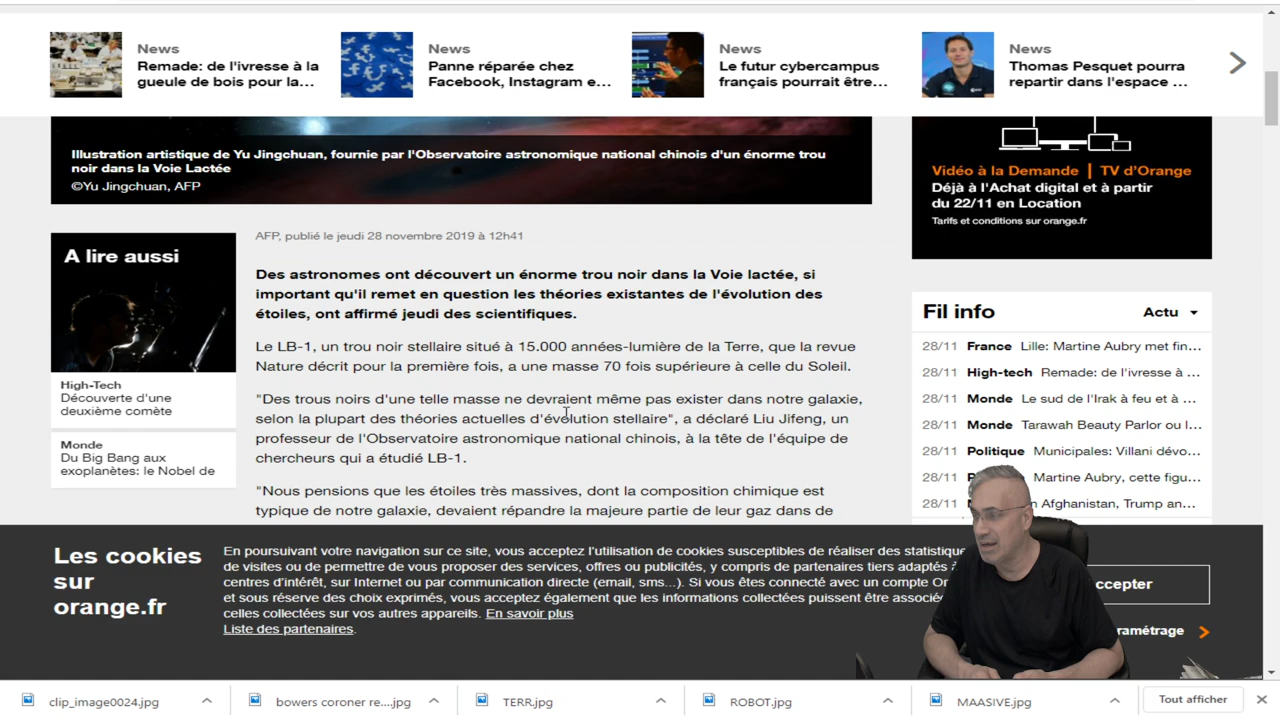 News
Remade: de l'ivresse à la
gueule de bois pour la...
News
Panne réparée chez
Facebook, Instagram e...
News
Le futur cybercampus
français pourrait être...
News
Thomas Pesquet pourra
repartir dans l'espace ...
Illustration artistique de Yu Jingchuan, fournie par l'Observatoire astronomique national chinois d'un énorme trou
noir dans la Voie Lactée
©Yu Jingchuan, AFP
Vidéo à la Demande | TV d'Orange
Déjà à l'Achat digital et à partir
du 22/11 en Location
Tarifs et conditions sur orange.fr
A lire aussi
High-Tech
Découverte d'une
deuxième comète
Monde
Du Big Bang aux
exoplanètes: le Nobel de
AFP, publié le jeudi 28 novembre 2019 à 12h41
Des astronomes ont découvert un énorme trou noir dans la Voie lactée, si
important qu'il remet en question les théories existantes de l'évolution des
étoiles, ont affirmé jeudi des scientifiques.
Le LB-1, un trou noir stellaire situé à 15.000 années-lumière de la Terre, que la revue
Nature décrit pour la première fois, a une masse 70 fois supérieure à celle du Soleil.
"Des trous noirs d'une telle masse ne devraient même pas exister dans notre galaxie,
selon la plupart des théories actuelles d'évolution stellaire", a déclaré Liu Jifeng, un
professeur de l'Observatoire astronomique national chinois, à la tête de l'équipe de
chercheurs qui a étudié LB-1.
"Nous pensions que les étoiles très massives, dont la composition chimique est
typique de notre galaxie, devaient répandre la majeure partie de leur gaz dans de
Fil info
Actu
28/11 France Lille: Martine Aubry met fin...
28/11 High-tech Remade: de l'ivresse à ...
28/11 Monde Le sud de l'Irak à feu et à ...
28/11 Monde Tarawah Beauty Parlor ou l...
28/11 Politique Municipales: Villani dévo...
28/11 Martine Aubry, cette figu...
28/11 n Afghanistan, Trump an...
Les cookies
sur
orange.fr
En poursuivant votre navigation sur ce site, vous acceptez l'utilisation de cookies susceptibles de réaliser des statistique
de visites ou de permettre de vous proposer des services, offres ou publicités, y compris de partenaires tiers adaptés à
centres d'intérêt, sur Internet ou par communication directe (email, sms...). Si vous êtes connecté avec un compte Or
et sous réserve des choix exprimés, vous acceptez également que les informations collectées puissent être associée
celles collectées sur vos autres appareils. En savoir plus
Liste des partenaires.
ccepter
ramétrage
clip_image0024.jpg
bowers coroner re....jpg
TERR.jpg
ROBOT.jpg
MAASIVE.jpg
Tout afficher